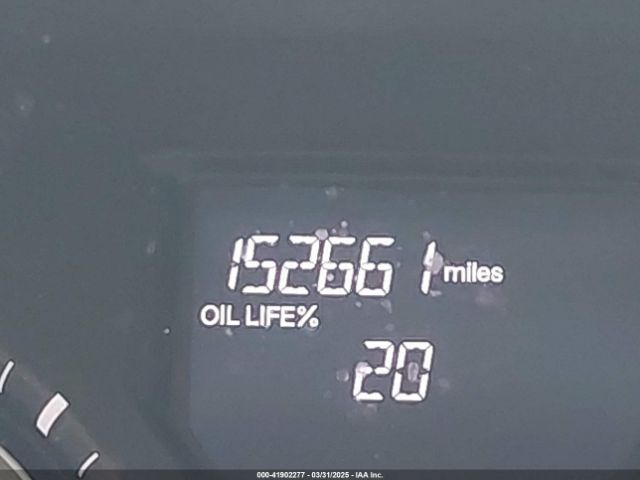 152661 miles
OIL LIFE%
20
000-41902277 - 03/31/2025 - IAA Inc.